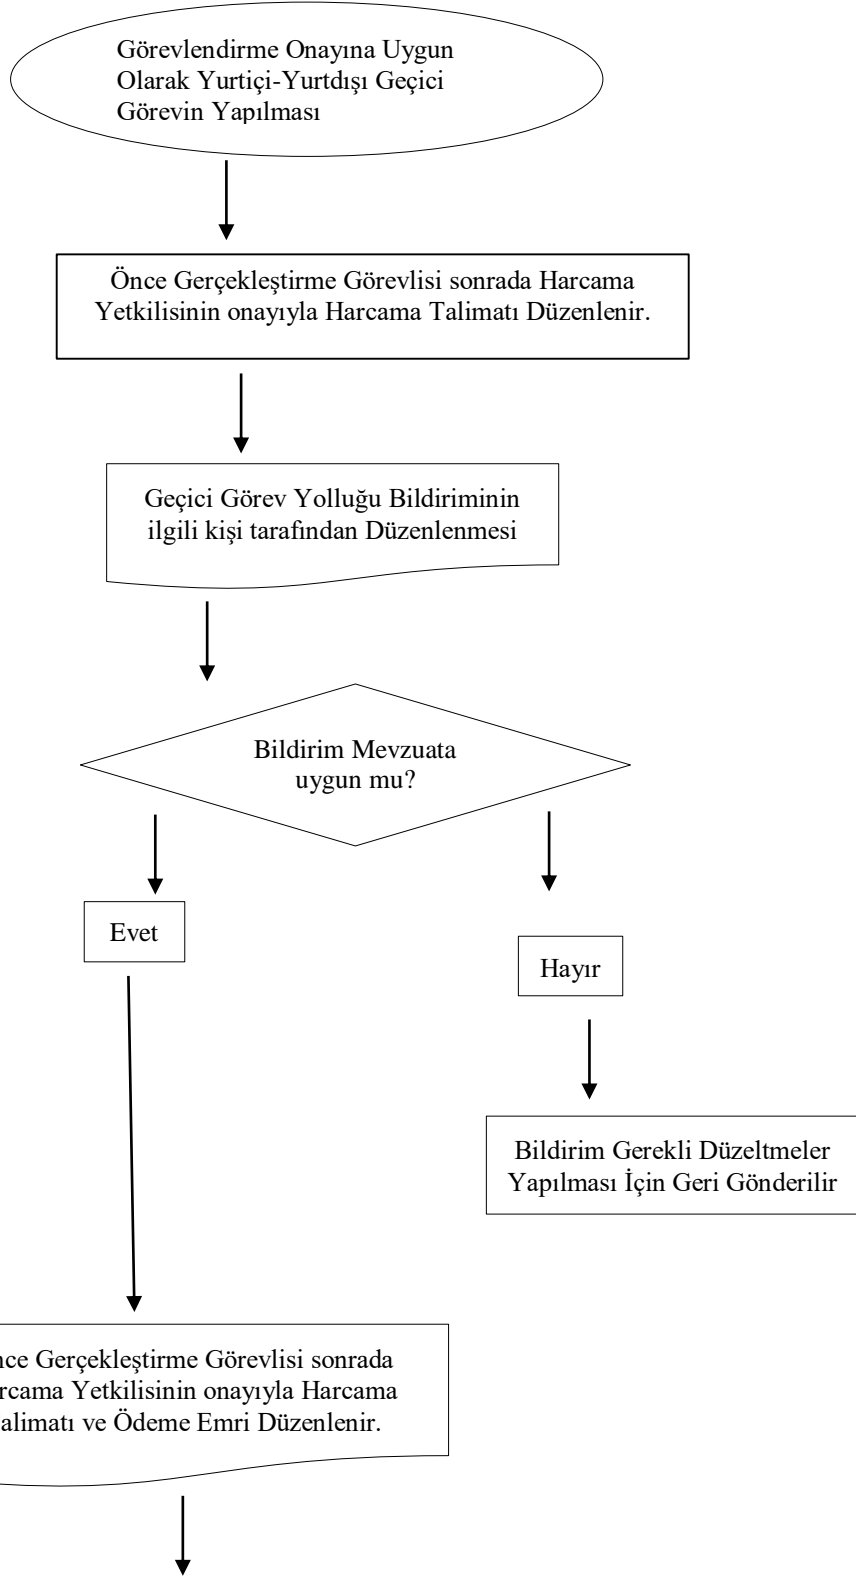 Görevlendirme Onayına Uygun
Olarak Yurtiçi-Yurtdışı Geçici
Görevin Yapılması
Önce Gerçekleştirme Görevlisi sonrada Harcama
Yetkilisinin onayıyla Harcama Talimatı Düzenlenir.
Geçici Görev Yolluğu Bildiriminin
ilgili kişi tarafından Düzenlenmesi
Bildirim Mevzuata
uygun mu?
Evet
Hayır
Bildirim Gerekli Düzeltmeler
Yapılması İçin Geri Gönderilir
Gerçekleştirme Görevlisi sonrada
Yetkilisinin onayıyla Harcama
ve Ödeme Emri Düzenlenir.